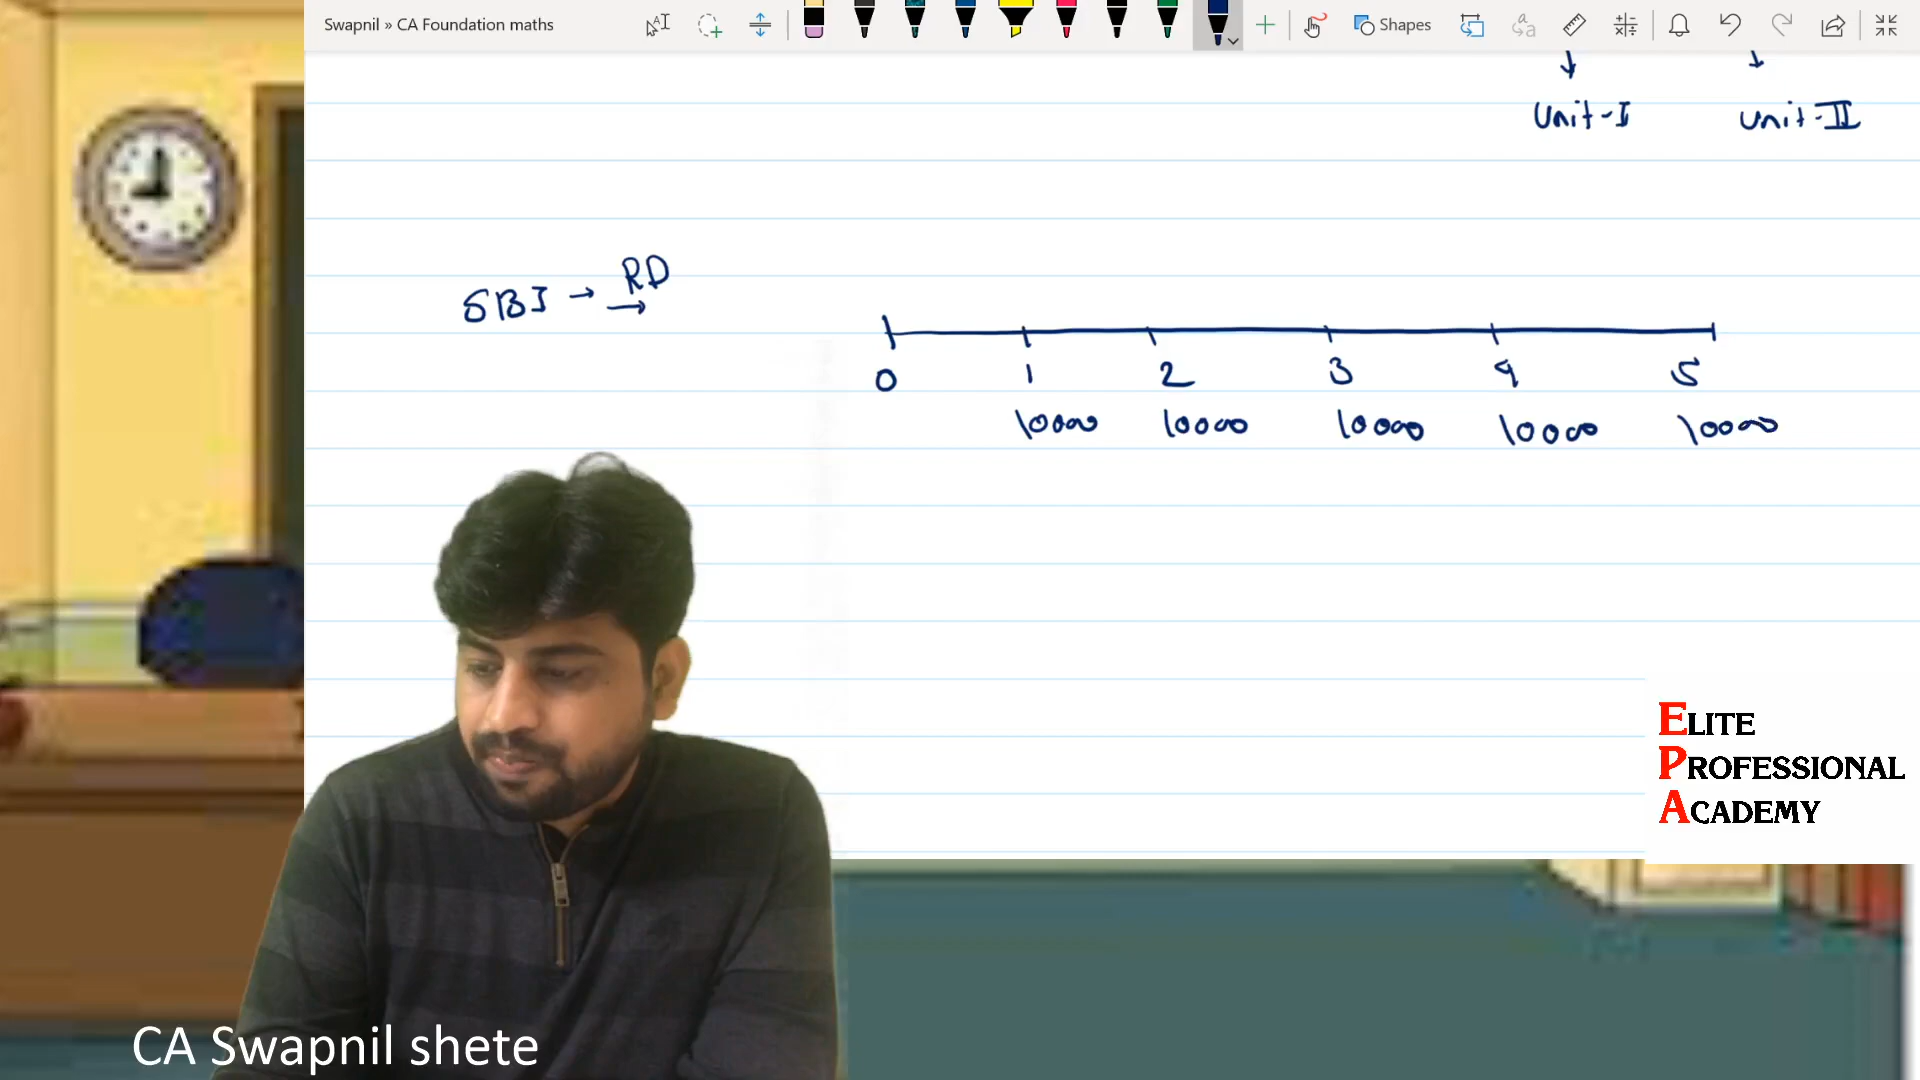 Swapnil » CA Foundation maths
Shapes
Unit-I unit-II
SBI → RD
0 1 2 3 4 5
10000 10000 10000 10000 10000
ELITE
PROFESSIONAL
ACADEMY
CA Swapnil shete